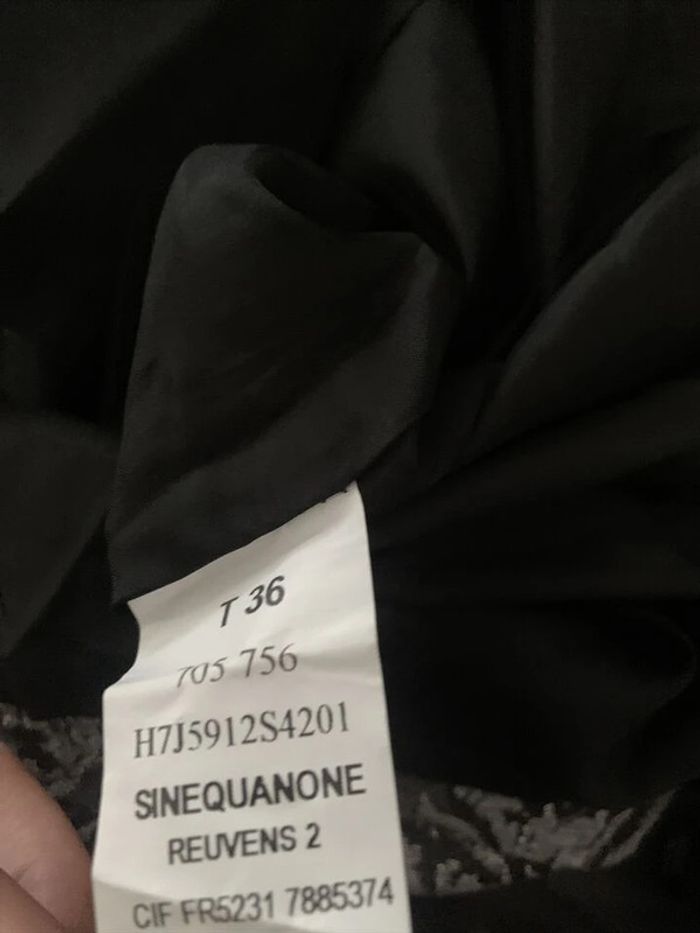 T 36
705 756
H7J5912S4201
SINEQUANONE
REUVENS 2
CIF FR5231 7885374